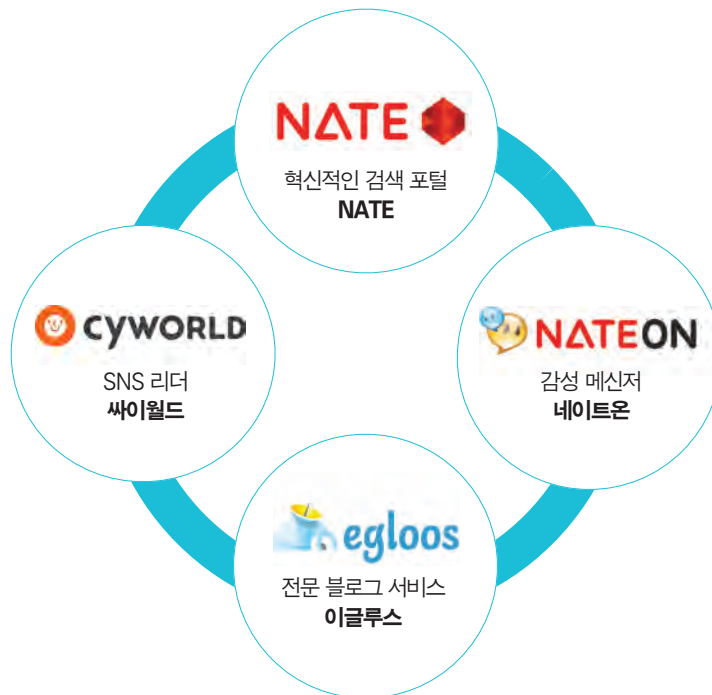 NATE
혁신적인 검색 포털
NATE
CYWORLD
SNS 리더
싸이월드
NATEON
감성 메신저
네이트온
egloos
전문 블로그 서비스
이글루스